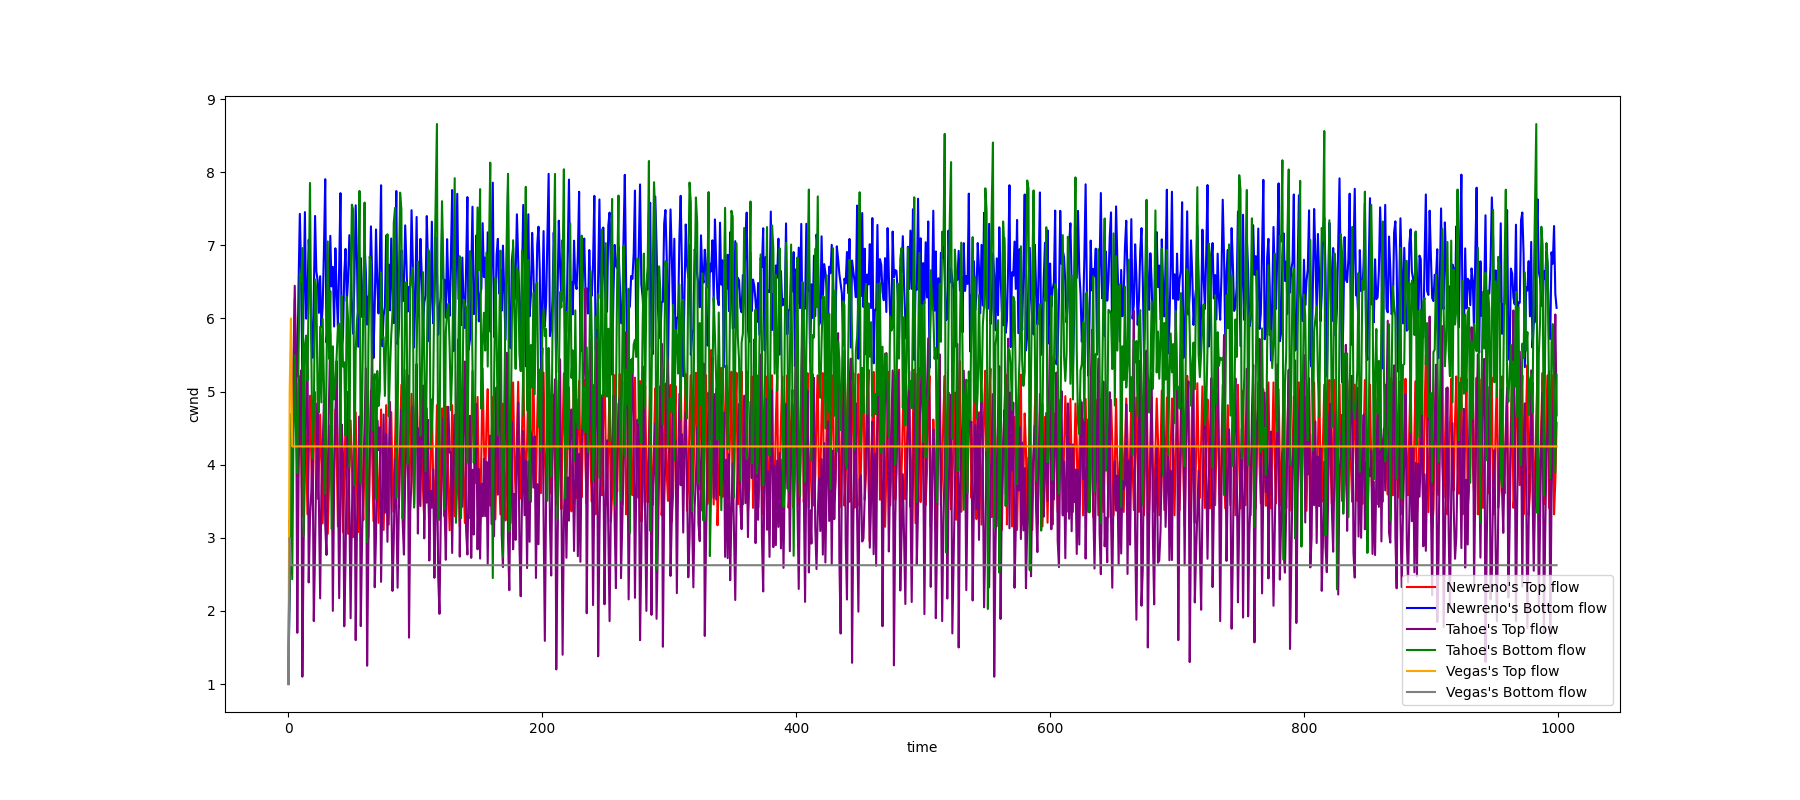 9
8
7
6
5
4
3
2
1
cwnd
0 200 400 600 800 1000
time
Newreno's Top flow
Newreno's Bottom flow
Tahoe's Top flow
Tahoe's Bottom flow
Vegas's Top flow
Vegas's Bottom flow